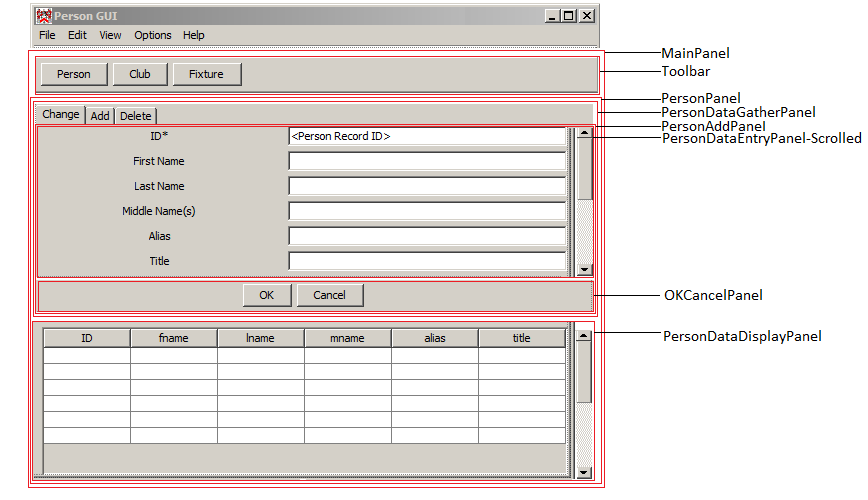 Person GUI
File Edit View Options Help
MainPanel
Person Club Fixture
Toolbar
PersonPanel
Change Add Delete
PersonDataGatherPanel
PersonAddPanel
ID* <Person Record ID>
PersonDataEntryPanel-Scrolled
First Name
Last Name
Middle Name(s)
Alias
Title
OK Cancel
OKCancelPanel
PersonDataDisplayPanel
ID fname lname mname alias title